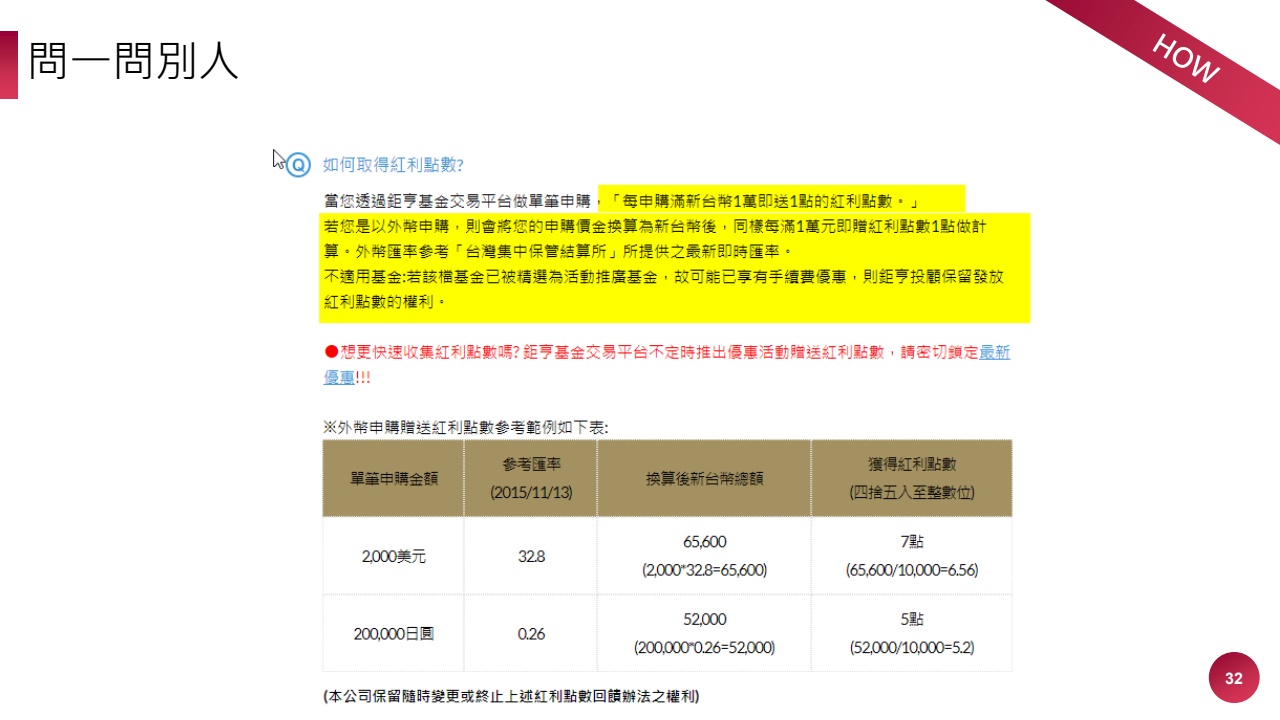 問一問別人
HOW
Q 如何取得紅利點數?
當您透過鉅亨基金交易平台做單筆申購，「每申購滿新台幣1萬即送1點的紅利點數。」
若您是以外幣申購，則會將您的申購價金換算為新台幣後，同樣每滿1萬元即贈紅利點數1點做計
算。外幣匯率參考「台灣集中保管結算所」所提供之最新即時匯率。
不適用基金:若該檔基金已被精選為活動推廣基金，故可能已享有手續費優惠，則鉅亨投顧保留發放
紅利點數的權利。
●想更快速收集紅利點數嗎? 鉅亨基金交易平台不定時推出優惠活動贈送紅利點數，請密切鎖定最新
優惠!!!
※外幣申購贈送紅利點數參考範例如下表:
單筆申購金額 參考匯率 (2015/11/13) 換算後新台幣總額 獲得紅利點數 (四捨五入至整數位)
2,000美元 32.8 65,600 (2,000*32.8=65,600) 7點 (65,600/10,000=6.56)
200,000日圓 0.26 52,000 (200,000*0.26=52,000) 5點 (52,000/10,000=5.2)
(本公司保留隨時變更或終止上述紅利點數回饋辦法之權利)
32